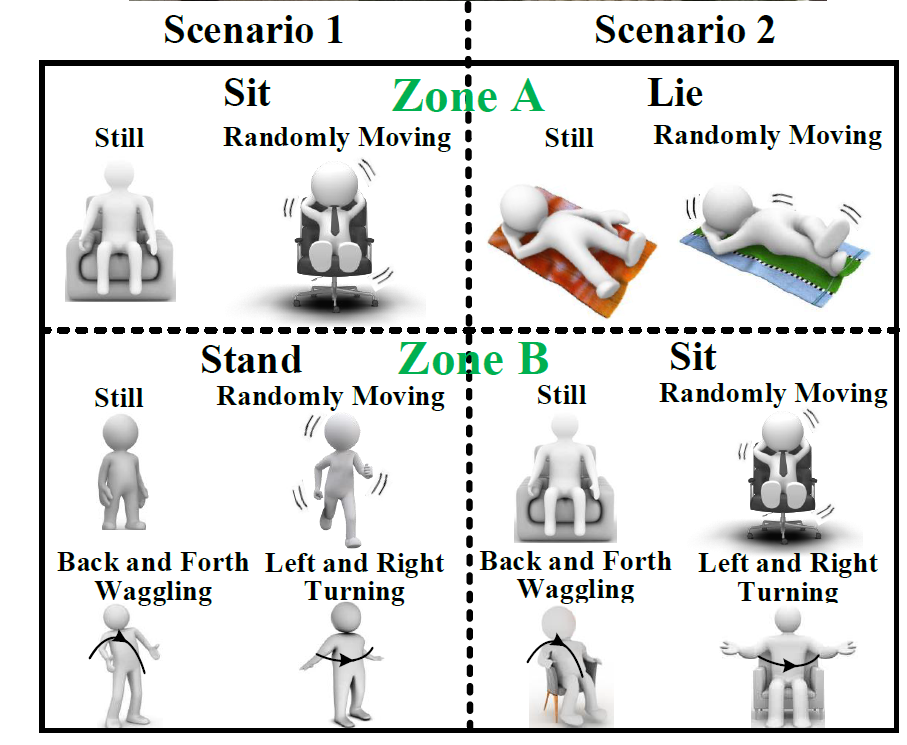 Scenario 1
Scenario 2
Zone A
Sit
Still
Randomly Moving
Lie
Still
Randomly Moving
Zone B
Stand
Still
Randomly Moving
Back and Forth
Waggling
Left and Right
Turning
Sit
Still
Randomly Moving
Back and Forth
Waggling
Left and Right
Turning